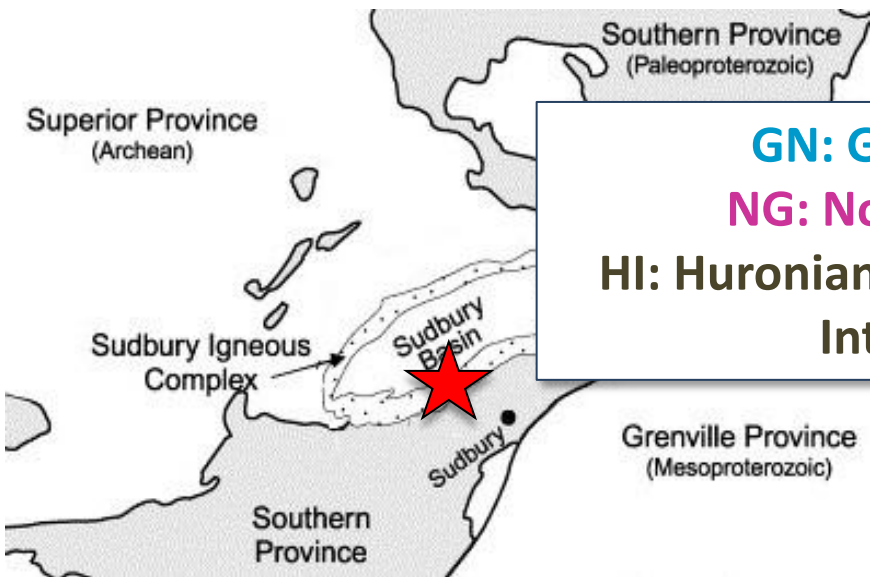 Southern Province
(Paleoproterozoic)
Superior Province
(Archean)
GN: G
NG: No
HI: Huronian
Int
Sudbury
Basin
Sudbury Igneous
Complex
Sudbury
Grenville Province
(Mesoproterozoic)
Southern
Province